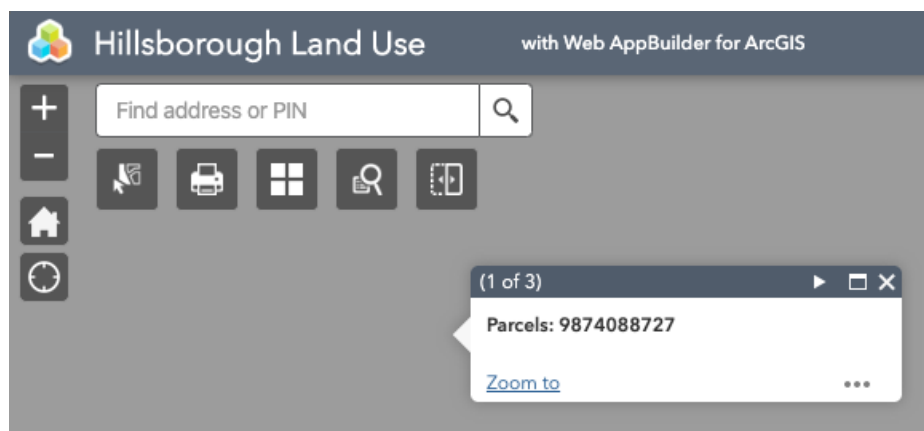 Hillsborough Land Use with Web AppBuilder for ArcGIS
+
Find address or PIN
−
(1 of 3)
Parcels: 9874088727
Zoom to •••